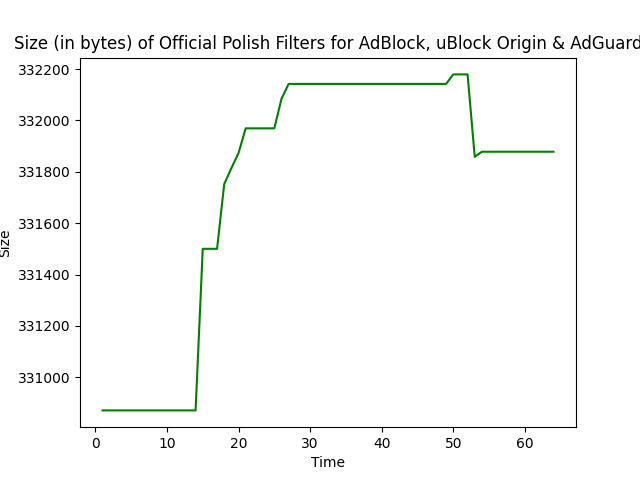 Size (in bytes) of Official Polish Filters for AdBlock, uBlock Origin & AdGuard
332200
332000
331800
331600
331400
331200
331000
Size
0 10 20 30 40 50 60
Time